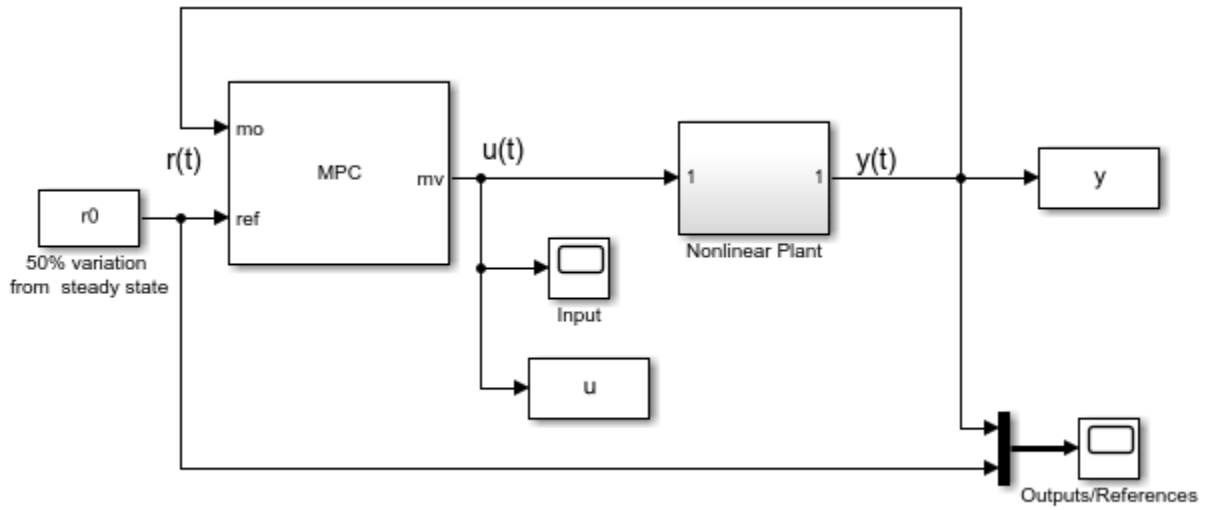 mo
r(t)
MPC
mv
u(t)
1
1
y(t)
y
r0
ref
50% variation
from steady state
Nonlinear Plant
Input
u
Outputs/References